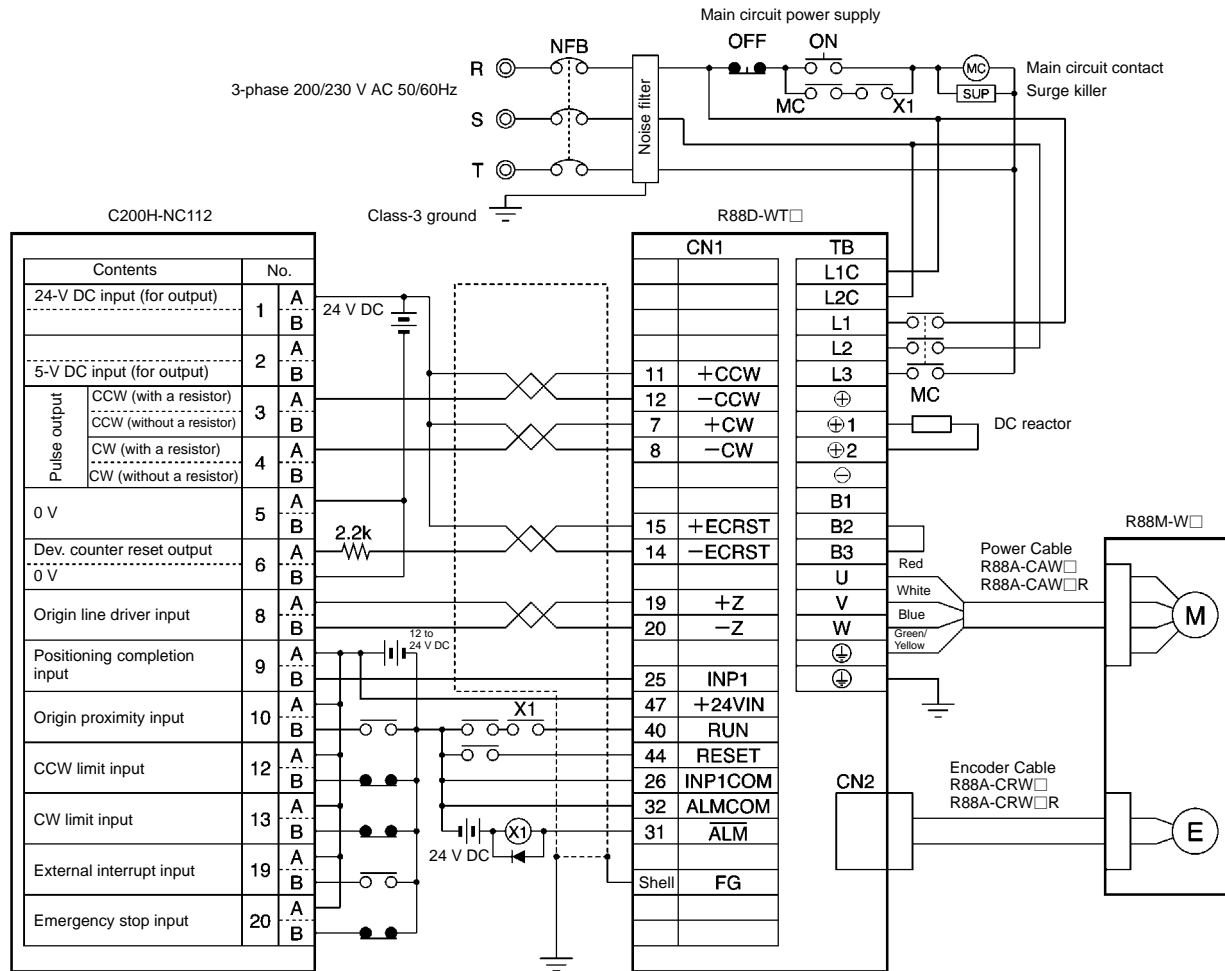 Main circuit power supply
NFB
OFF
ON
R
MC
Main circuit contact
3-phase 200/230 V AC 50/60Hz
Noise filter
MC
X1
SUP
Surge killer
S
T
C200H-NC112
Class-3 ground
R88D-WT□
Contents
No.
24-V DC input (for output)
1
A
B
24 V DC
2
A
B
5-V DC input (for output)
Pulse output
CCW (with a resistor)
3
A
CCW (without a resistor)
B
CW (with a resistor)
4
A
CW (without a resistor)
B
0 V
5
A
B
Dev. counter reset output
6
A
2.2k
0 V
B
Origin line driver input
8
A
B
Positioning completion
input
9
A
12 to
24 V DC
B
Origin proximity input
10
A
B
X1
CCW limit input
12
A
B
CW limit input
13
A
B
X1
24 V DC
External interrupt input
19
A
B
Emergency stop input
20
A
B
CN1
11 +CCW
12 −CCW
7 +CW
8 −CW
15 +ECRST
14 −ECRST
19 +Z
20 −Z
25 INP1
47 +24VIN
40 RUN
44 RESET
26 INP1COM
32 ALMCOM
31 ALM
Shell FG
TB
L1C
L2C
L1
L2
L3
MC
⊕
⊕1
DC reactor
⊕2
⊖
B1
B2
B3
U
V
W
Red
White
Blue
Green/
Yellow
Power Cable
R88A-CAW□
R88A-CAW□R
R88M-W□
M
CN2
Encoder Cable
R88A-CRW□
R88A-CRW□R
E